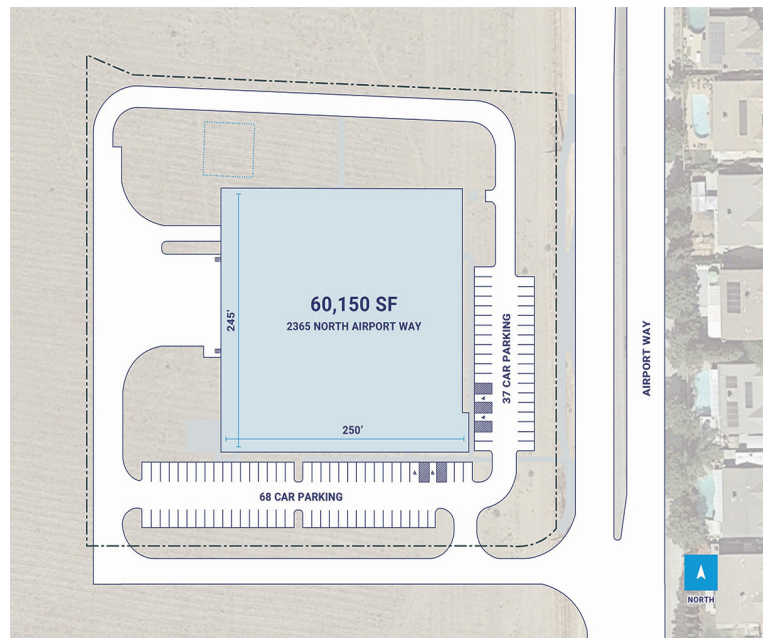 60,150 SF
2365 NORTH AIRPORT WAY
245'
250'
37 CAR PARKING
68 CAR PARKING
AIRPORT WAY
NORTH